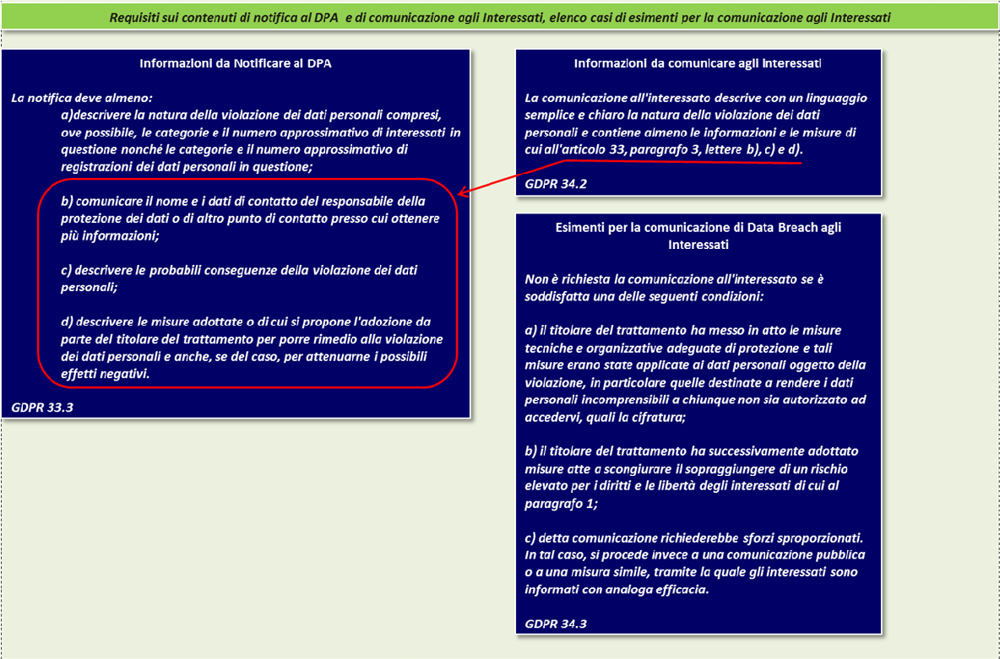 Requisiti sui contenuti di notifica al DPA e di comunicazione agli Interessati, elenco casi di esimenti per la comunicazione agli Interessati
Informazioni da Notificare al DPA
La notifica deve almeno:
a)descrivere la natura della violazione dei dati personali compresi,
ove possibile, le categorie e il numero approssimativo di interessati in
questione nonché le categorie e il numero approssimativo di
registrazioni dei dati personali in questione;
b) comunicare il nome e i dati di contatto del responsabile della
protezione dei dati o di altro punto di contatto presso cui ottenere
più informazioni;
c) descrivere le probabili conseguenze della violazione dei dati
personali;
d) descrivere le misure adottate o di cui si propone l'adozione da
parte del titolare del trattamento per porre rimedio alla violazione
dei dati personali e anche, se del caso, per attenuarne i possibili
effetti negativi.
GDPR 33.3
Informazioni da comunicare agli interessati
La comunicazione all'interessato descrive con un linguaggio
semplice e chiaro la natura della violazione dei dati
personali e contiene almeno le informazioni e le misure di
cui all'articolo 33, paragrafo 3, lettere b), c) e d).
GDPR 34.2
Esimenti per la comunicazione di Data Breach agli
Interessati
Non è richiesta la comunicazione all'interessato se è
soddisfatta una delle seguenti condizioni:
a) il titolare del trattamento ha messo in atto le misure
tecniche e organizzative adeguate di protezione e tali
misure erano state applicate ai dati personali oggetto della
violazione, in particolare quelle destinate a rendere i dati
personali incomprensibili a chiunque non sia autorizzato ad
accedervi, quali la cifratura;
b) il titolare del trattamento ha successivamente adottato
misure atte a scongiurare il sopraggiungere di un rischio
elevato per i diritti e le libertà degli interessati di cui al
paragrafo 1;
c) detta comunicazione richiederebbe sforzi sproporzionati.
In tal caso, si procede invece a una comunicazione pubblica
o a una misura simile, tramite la quale gli interessati sono
informati con analoga efficacia.
GDPR 34.3